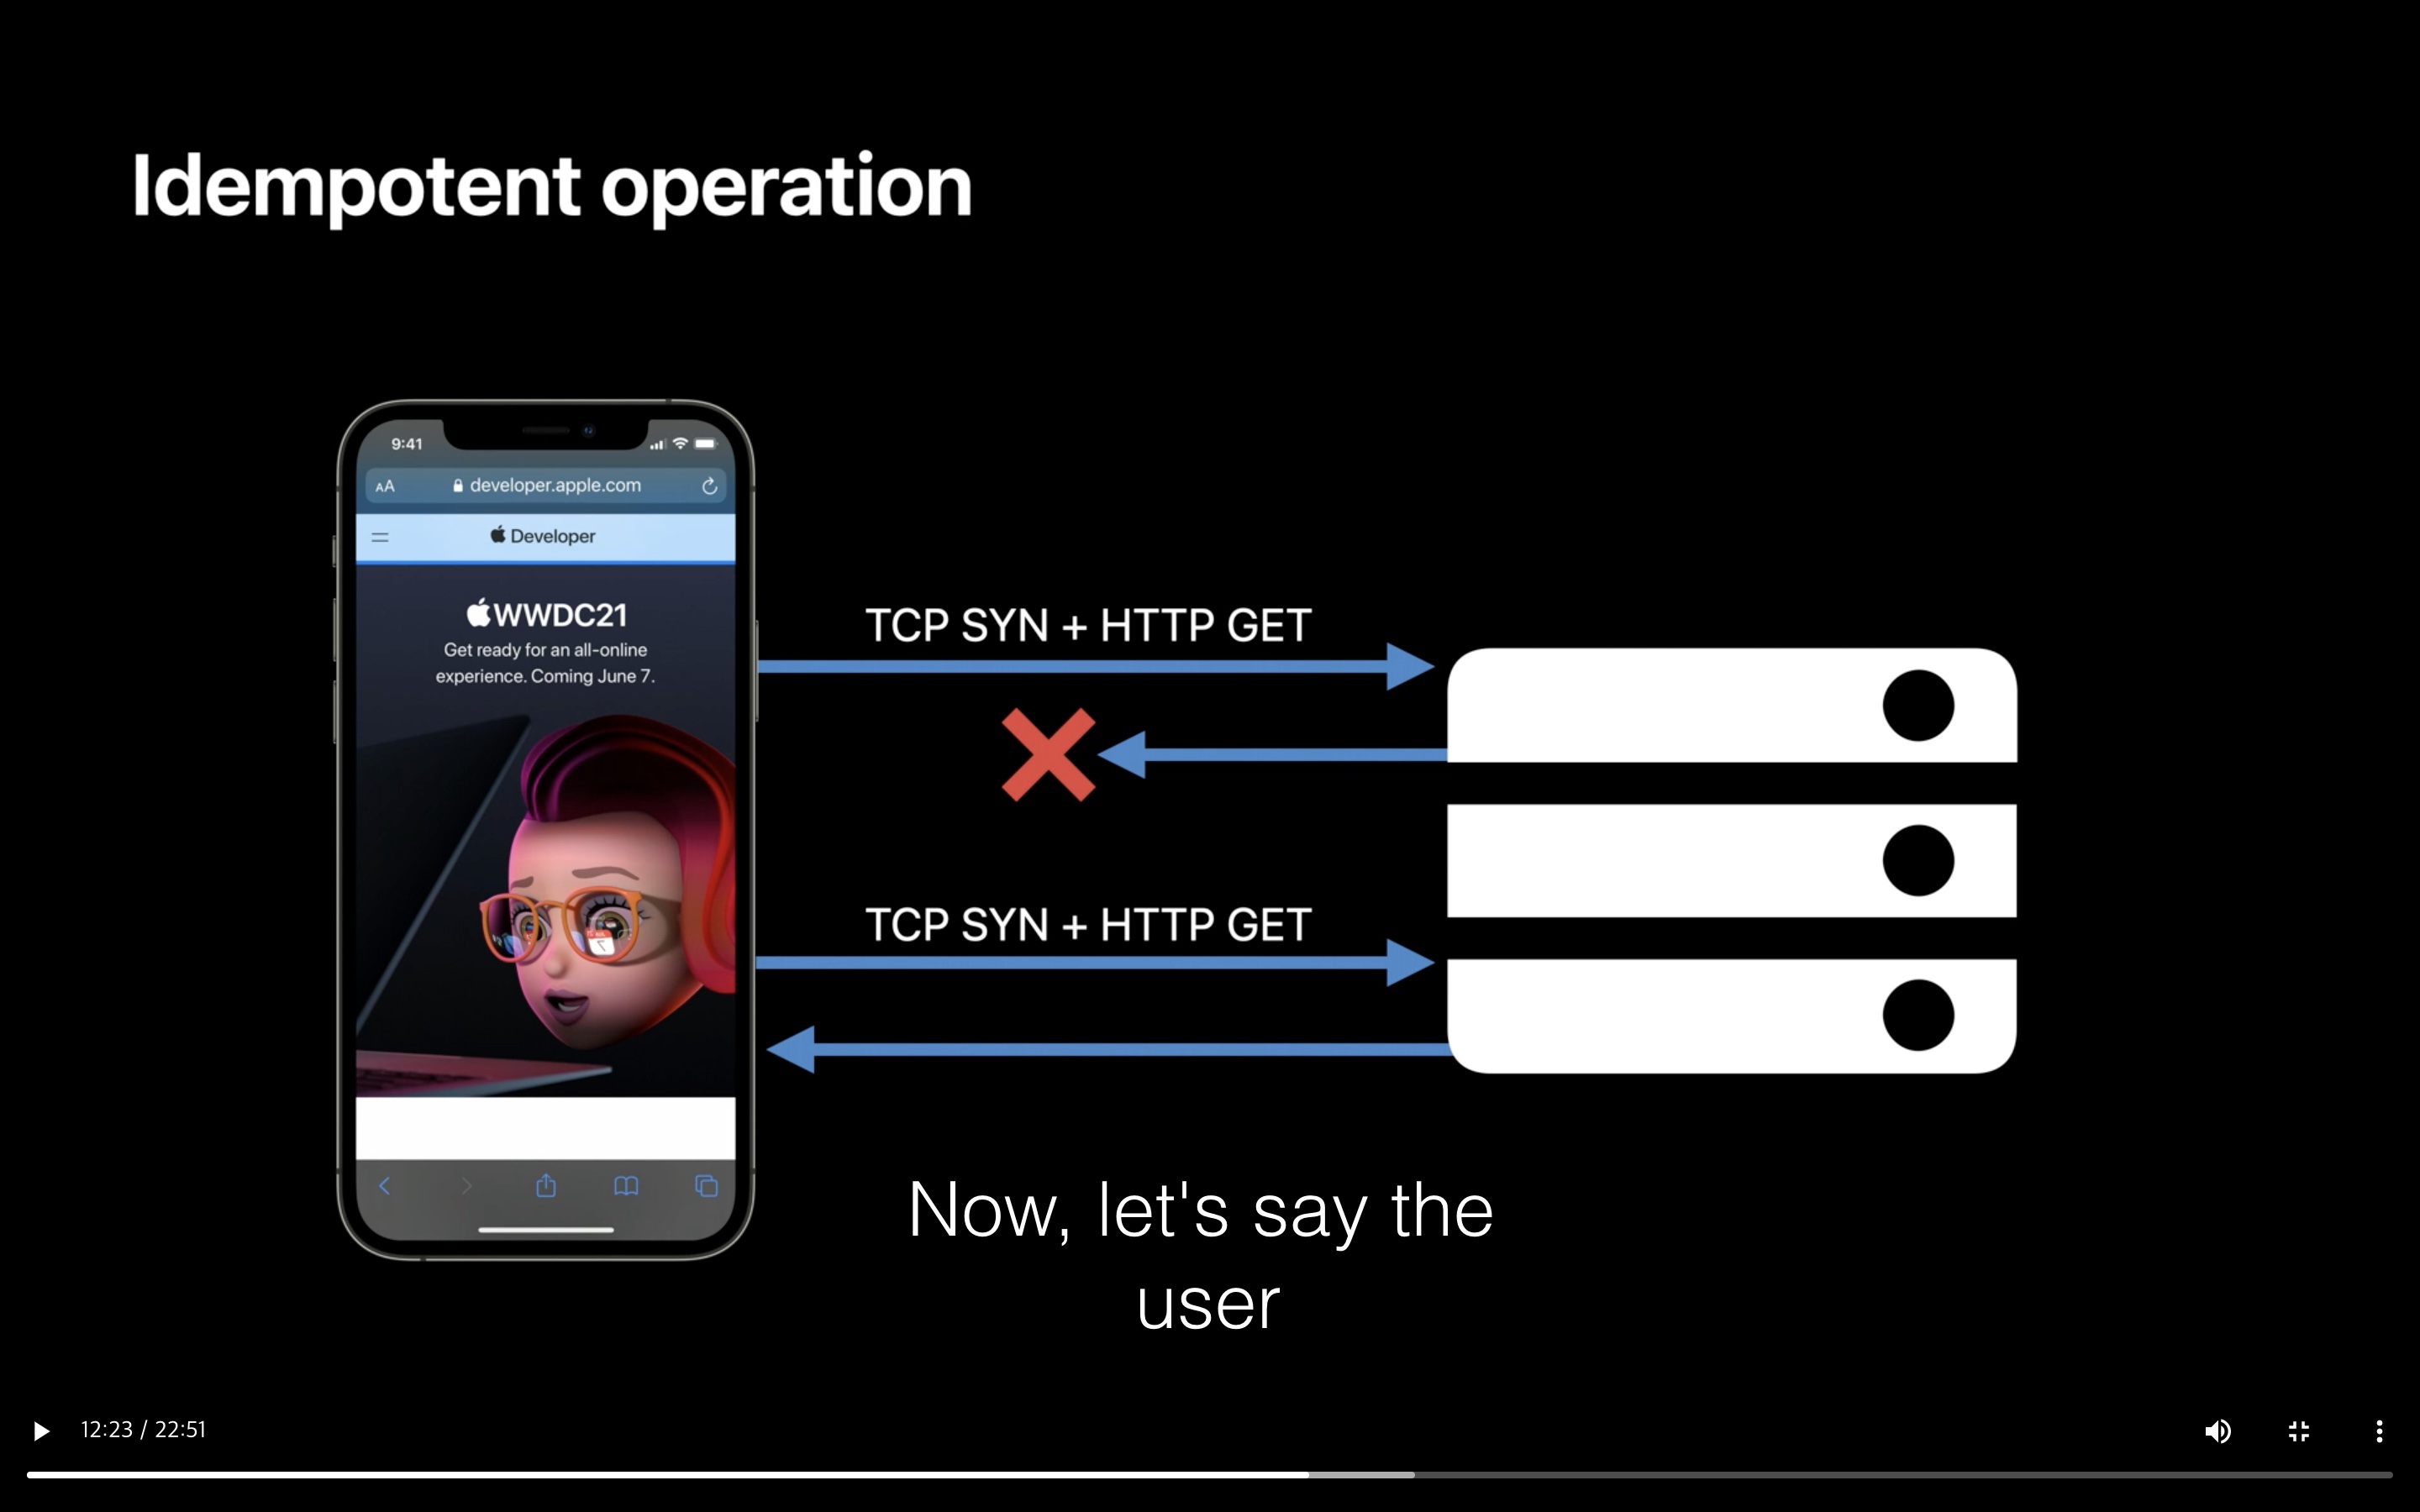 Idempotent operation
9:41
AA developer.apple.com
Developer
WWDC21
Get ready for an all-online
experience. Coming June 7.
TCP SYN + HTTP GET
7
TCP SYN + HTTP GET
Now, let's say the
user
12:23 / 22:51